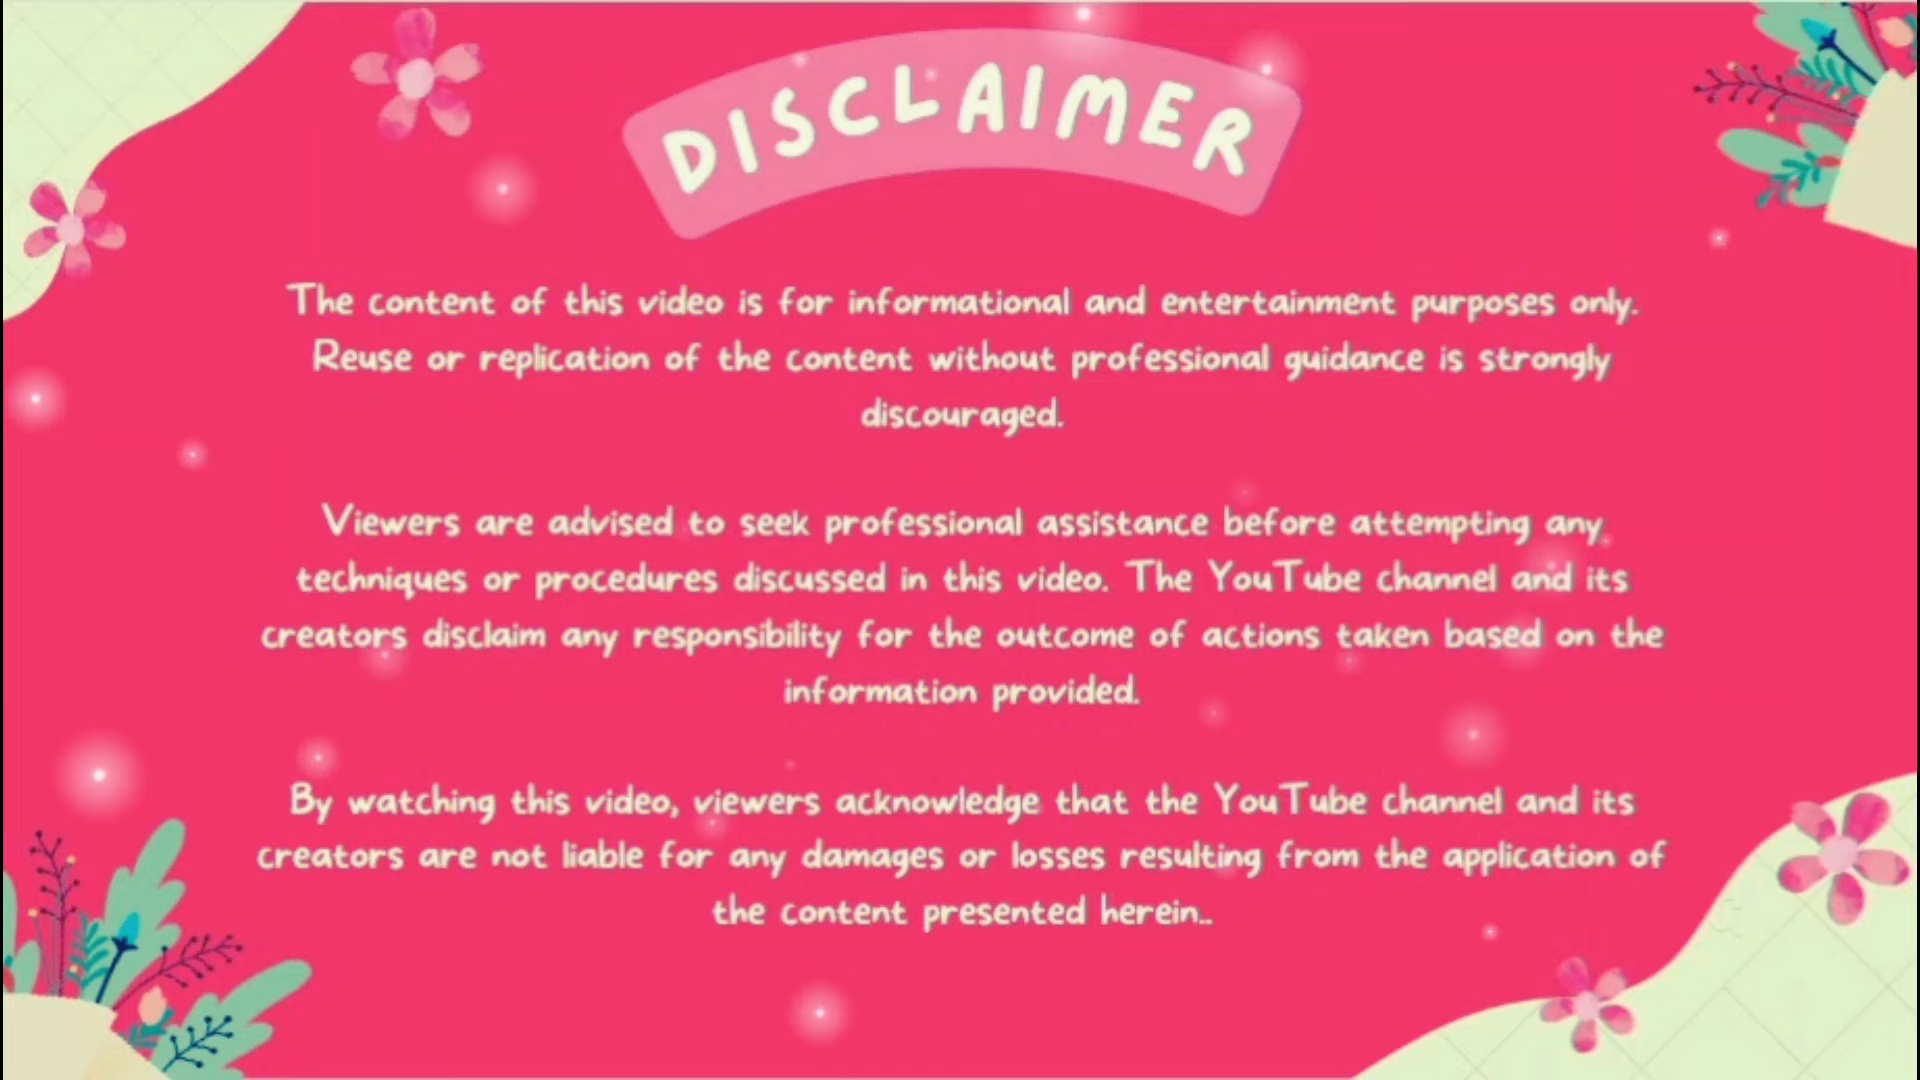 DISCLAIMER
The content of this video is for informational and entertainment purposes only.
Reuse or replication of the content without professional guidance is strongly
discouraged.
Viewers are advised to seek professional assistance before attempting any
techniques or procedures discussed in this video. The YouTube channel and its
creators disclaim any responsibility for the outcome of actions taken based on the
information provided.
By watching this video, viewers acknowledge that the YouTube channel and its
creators are not liable for any damages or losses resulting from the application of
the content presented herein..